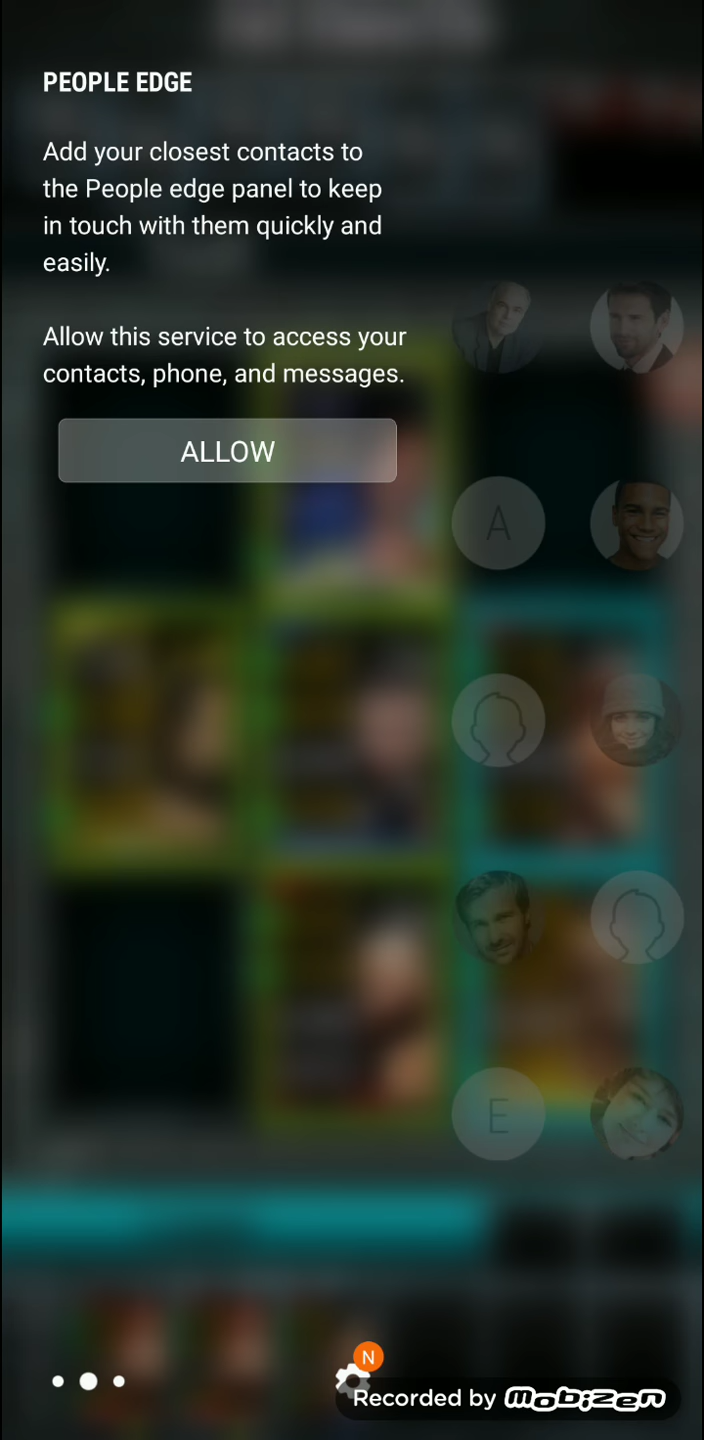 PEOPLE EDGE
Add your closest contacts to
the People edge panel to keep
in touch with them quickly and
easily.
Allow this service to access your
contacts, phone, and messages.
ALLOW
A
E
N
Recorded by mobizen